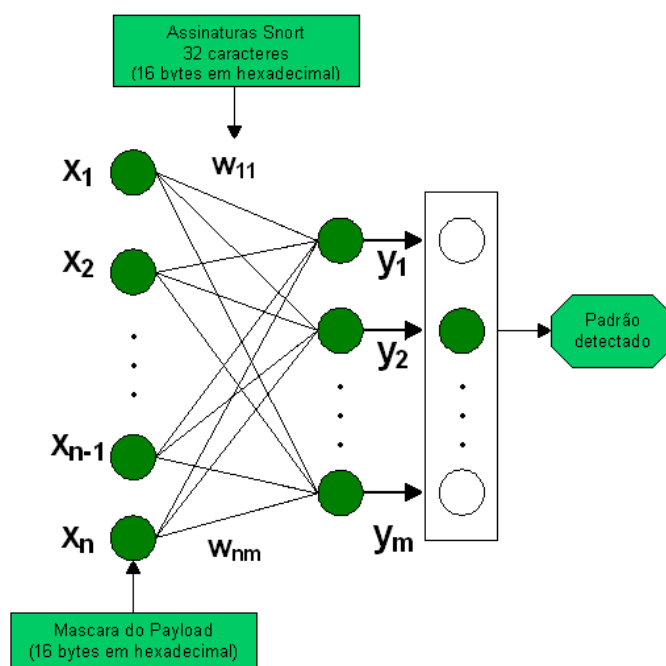 Assinaturas Snort
32 caracteres
(16 bytes em hexadecimal)
x1
w11
x2
y1
y2
Padrão
detectado
xn-1
xn
wnm
ym
Mascara do Payload
(16 bytes em hexadecimal)